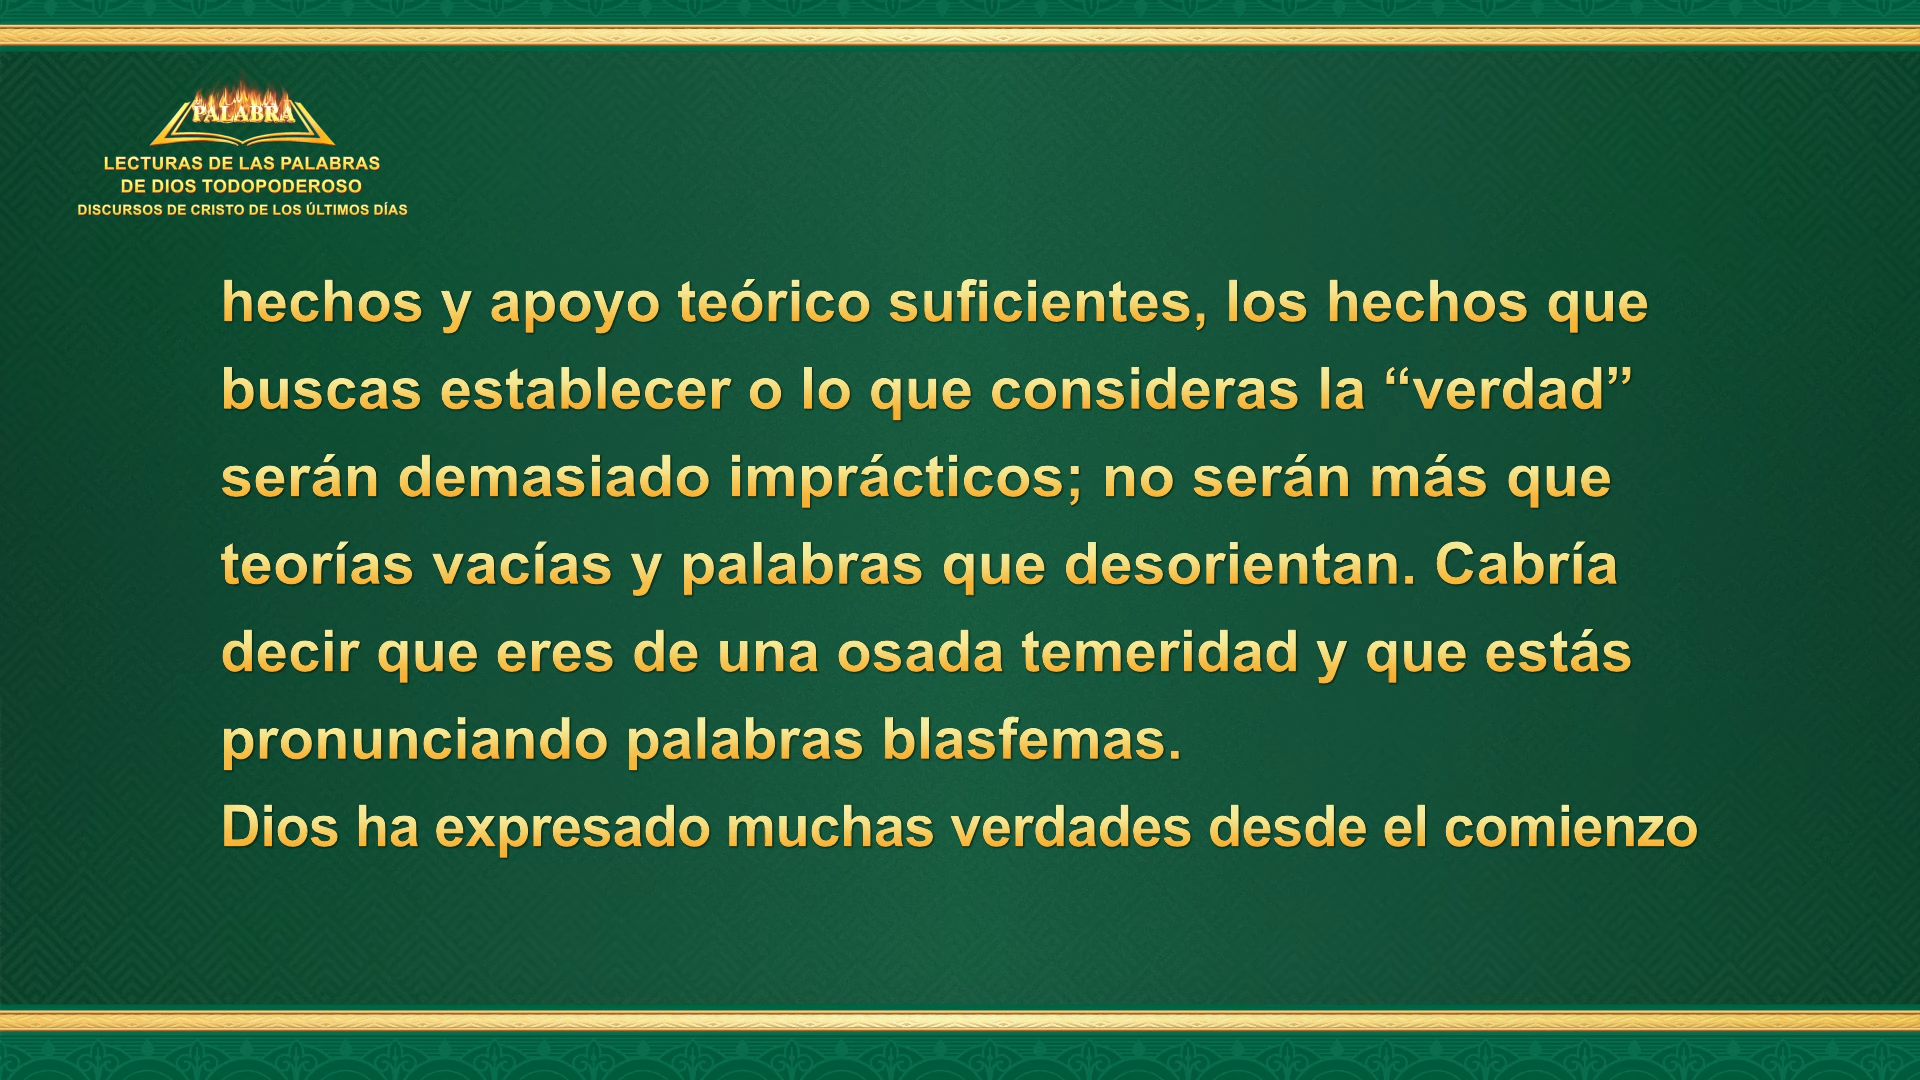 PALABRA
LECTURAS DE LAS PALABRAS
DE DIOS TODOPODEROSO
DISCURSOS DE CRISTO DE LOS ÚLTIMOS DÍAS
hechos y apoyo teórico suficientes, los hechos que
buscas establecer o lo que consideras la “verdad”
serán demasiado imprácticos; no serán más que
teorías vacías y palabras que desorientan. Cabría
decir que eres de una osada temeridad y que estás
pronunciando palabras blasfemas.
Dios ha expresado muchas verdades desde el comienzo